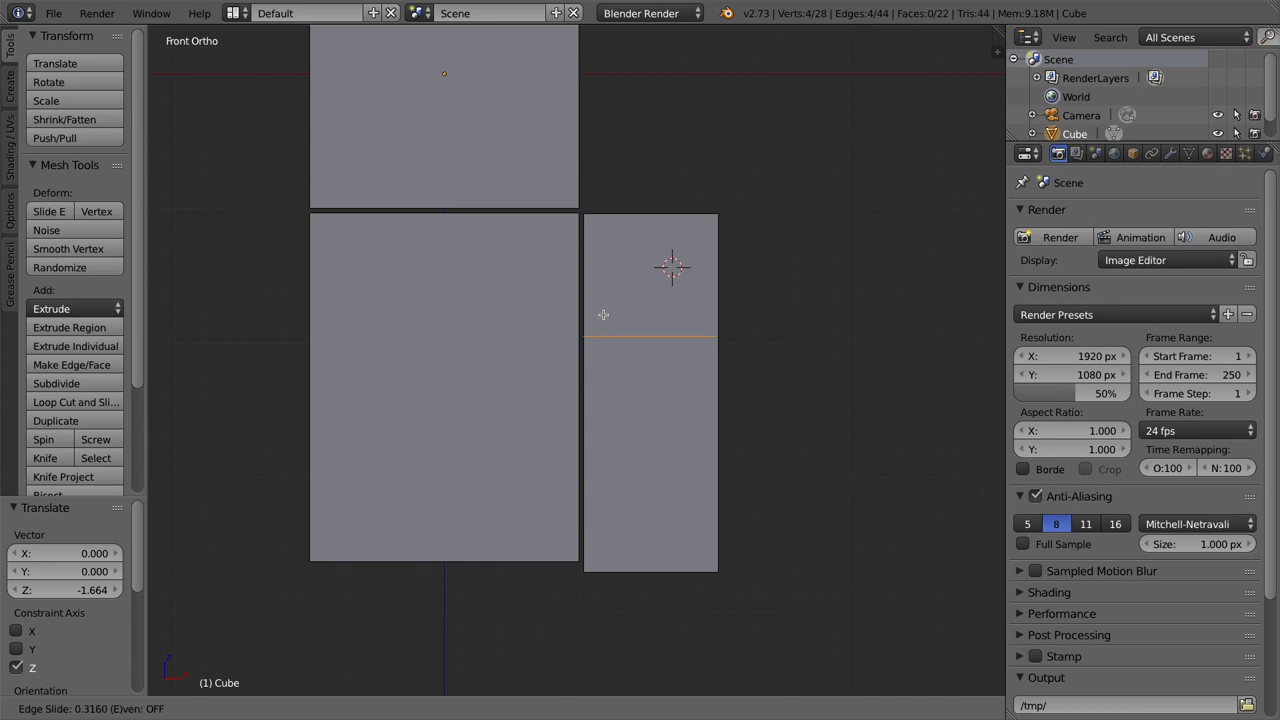 File Render Window Help Default Scene Blender Render v2.73 | Verts:4/28 | Edges:4/44 | Faces:0/22 | Tris:44 | Mem:9.18M | Cube
Tools
Create
Shading / UVs
Options
Grease Pencil
Transform
Translate
Rotate
Scale
Shrink/Fatten
Push/Pull
Mesh Tools
Deform:
Slide E Vertex
Noise
Smooth Vertex
Randomize
Add:
Extrude
Extrude Region
Extrude Individual
Make Edge/Face
Subdivide
Loop Cut and Sli...
Duplicate
Spin Screw
Knife Select
Knife Project
Bisect
Translate
Vector
X: 0.000
Y: 0.000
Z: -1.664
Constraint Axis
X
Y
Z
Orientation
Front Ortho
z
(1) Cube
Edge Slide: 0.3160 (E)ven: OFF
View Search All Scenes
Scene
RenderLayers
World
Camera
Cube
Scene
Render
Render Animation Audio
Display: Image Editor
Dimensions
Render Presets
Resolution: Frame Range:
X: 1920 px Start Frame: 1
Y: 1080 px End Frame: 250
50% Frame Step: 1
Aspect Ratio: Frame Rate:
X: 1.000 24 fps
Y: 1.000 Time Remapping:
Borde Crop O:100 N:100
Anti-Aliasing
5 8 11 16 Mitchell-Netravali
Full Sample Size: 1.000 px
Sampled Motion Blur
Shading
Performance
Post Processing
Stamp
Output
/tmp/